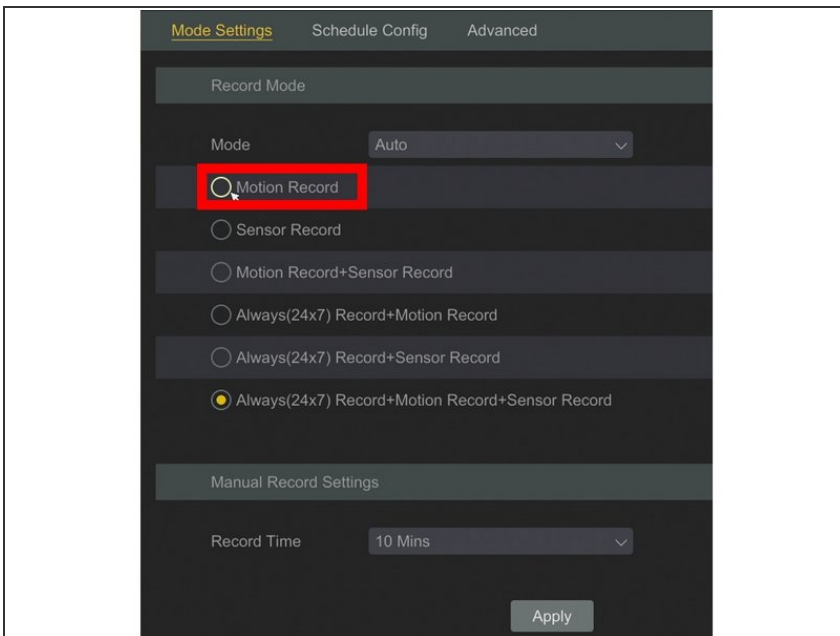 Mode Settings Schedule Config Advanced
Record Mode
Mode Auto
Motion Record
Sensor Record
Motion Record+Sensor Record
Always(24x7) Record+Motion Record
Always(24x7) Record+Sensor Record
Always(24x7) Record+Motion Record+Sensor Record
Manual Record Settings
Record Time 10 Mins
Apply